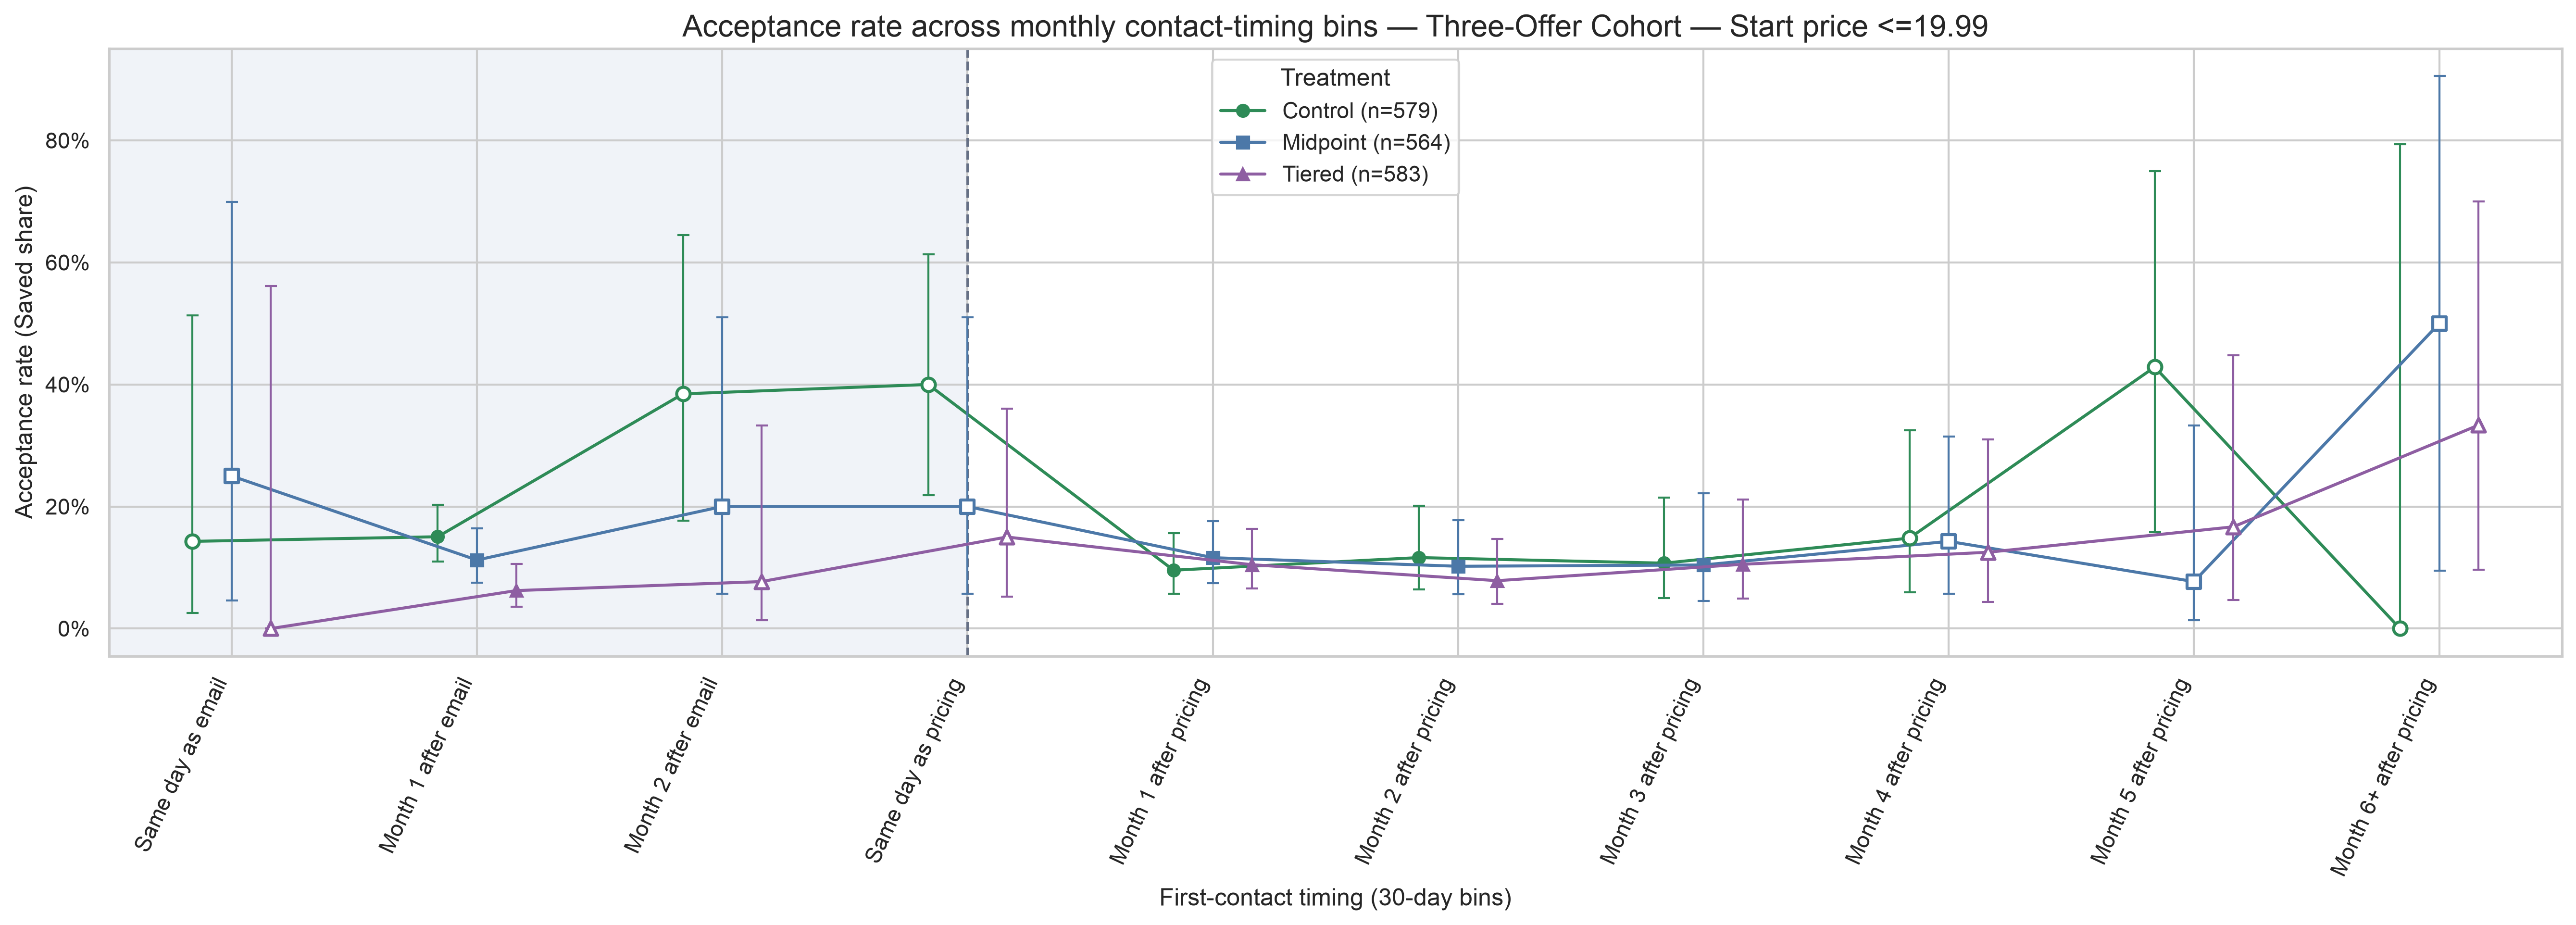 Acceptance rate across monthly contact-timing bins — Three-Offer Cohort — Start price <=19.99
Treatment
Control (n=579)
Midpoint (n=564)
Tiered (n=583)
Acceptance rate (Saved share)
80%
60%
40%
20%
0%
Same day as email
Month 1 after email
Month 2 after email
Same day as pricing
Month 1 after pricing
Month 2 after pricing
Month 3 after pricing
Month 4 after pricing
Month 5 after pricing
Month 6+ after pricing
First-contact timing (30-day bins)